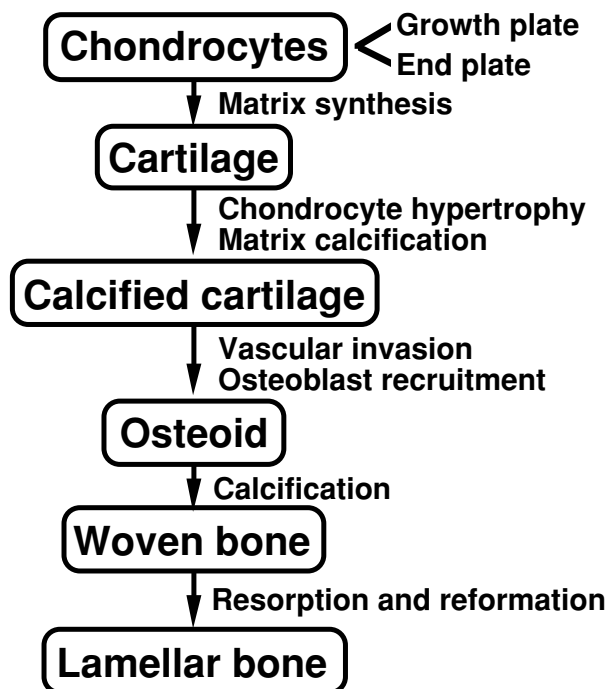 Chondrocytes
Growth plate
End plate
Matrix synthesis
Cartilage
Chondrocyte hypertrophy
Matrix calcification
Calcified cartilage
Vascular invasion
Osteoblast recruitment
Osteoid
Calcification
Woven bone
Resorption and reformation
Lamellar bone